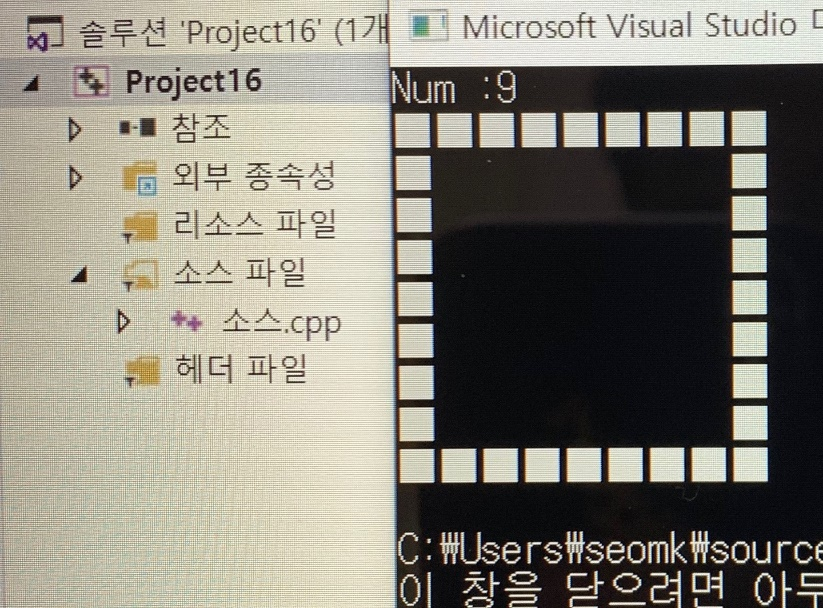 솔루션 'Project16' (1개
Project16
참조
외부 종속성
리소스 파일
소스 파일
소스.cpp
헤더 파일
Microsoft Visual Studio
Num :9
C:₩Users₩seomk₩source
이 창을 닫으려면 아무